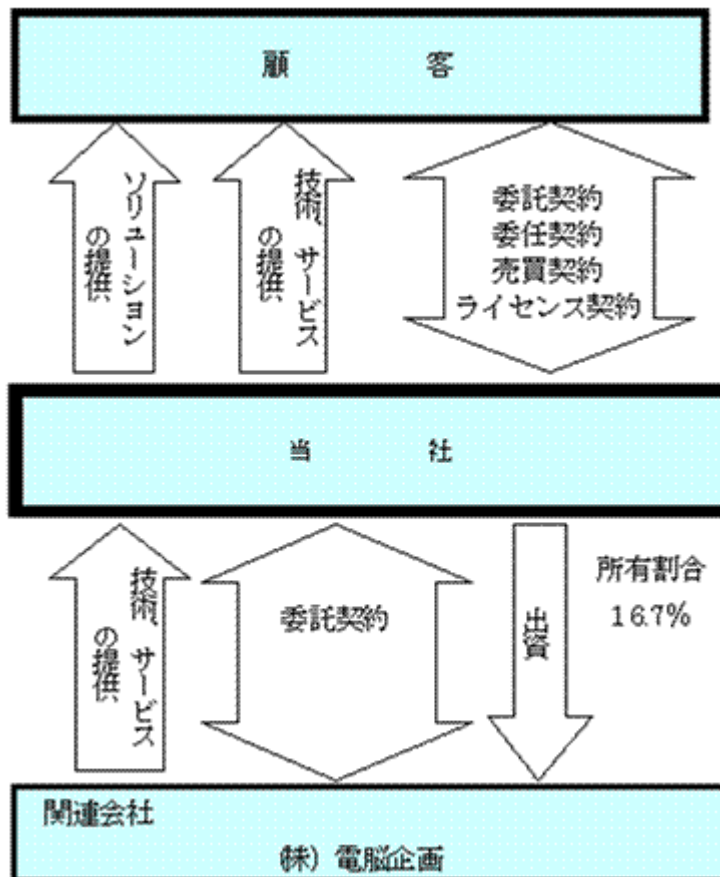 顧　客
ソリューション
の提供
技術、サービス
の提供
委託契約
委任契約
売買契約
ライセンス契約
当　社
技術、サービス
の提供
委託契約
出資
所有割合
16.7%
関連会社
㈱）電脳企画